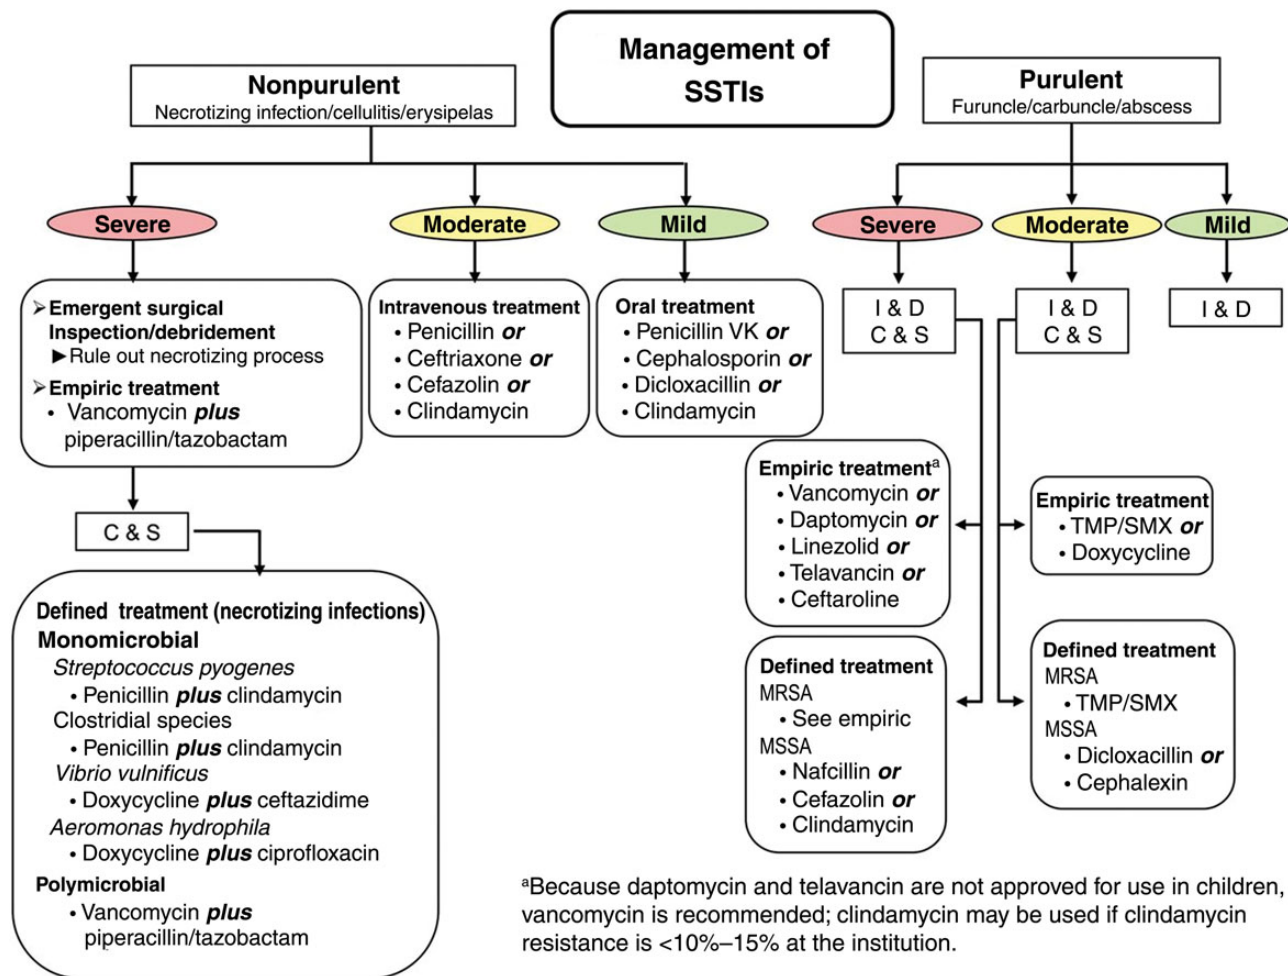 Management of
SSTIs
Nonpurulent
Necrotizing infection/cellulitis/erysipelas
Purulent
Furuncle/carbuncle/abscess
Severe
Moderate
Mild
Severe
Moderate
Mild
➢Emergent surgical
Inspection/debridement
▶Rule out necrotizing process
➢Empiric treatment
• Vancomycin plus
piperacillin/tazobactam
Intravenous treatment
• Penicillin or
• Ceftriaxone or
• Cefazolin or
• Clindamycin
Oral treatment
• Penicillin VK or
• Cephalosporin or
• Dicloxacillin or
• Clindamycin
I & D
C & S
I & D
C & S
I & D
C & S
Defined treatment (necrotizing infections)
Monomicrobial
Streptococcus pyogenes
• Penicillin plus clindamycin
Clostridial species
• Penicillin plus clindamycin
Vibrio vulnificus
• Doxycycline plus ceftazidime
Aeromonas hydrophila
• Doxycycline plus ciprofloxacin
Polymicrobial
• Vancomycin plus
piperacillin/tazobactam
Empiric treatmentᵃ
• Vancomycin or
• Daptomycin or
• Linezolid or
• Telavancin or
• Ceftaroline
Empiric treatment
• TMP/SMX or
• Doxycycline
Defined treatment
MRSA
• See empiric
MSSA
• Nafcillin or
• Cefazolin or
• Clindamycin
Defined treatment
MRSA
• TMP/SMX
MSSA
• Dicloxacillin or
• Cephalexin
ᵃBecause daptomycin and telavancin are not approved for use in children,
vancomycin is recommended; clindamycin may be used if clindamycin
resistance is <10%–15% at the institution.